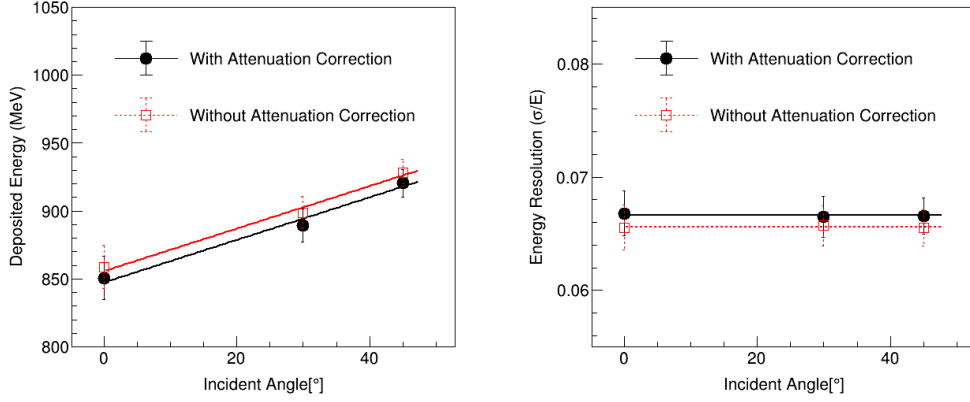 1050
1000
950
900
850
800
Deposited Energy (MeV)
With Attenuation Correction
Without Attenuation Correction
0
20
40
Incident Angle[°]
0.08
0.07
0.06
Energy Resolution (σ/E)
With Attenuation Correction
Without Attenuation Correction
0
20
40
Incident Angle[°]